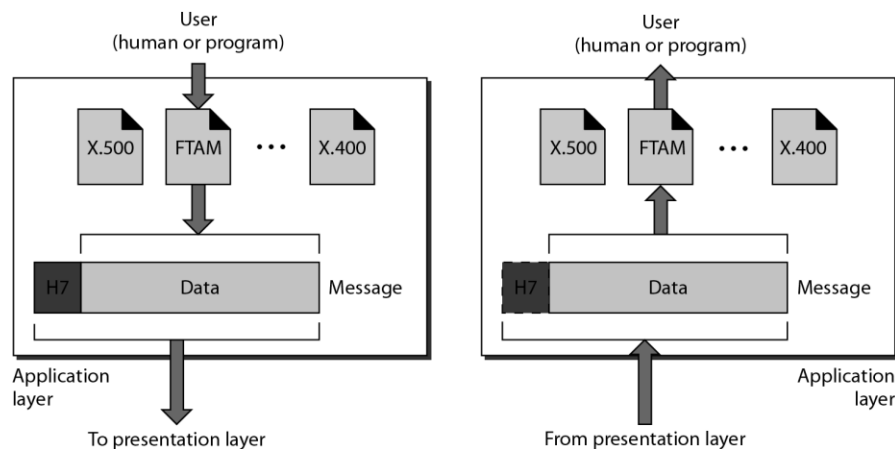 User
(human or program)
X.500
FTAM
•••
X.400
H7
Data
Message
Application
layer
To presentation layer
User
(human or program)
X.500
FTAM
•••
X.400
H7
Data
Message
Application
layer
From presentation layer